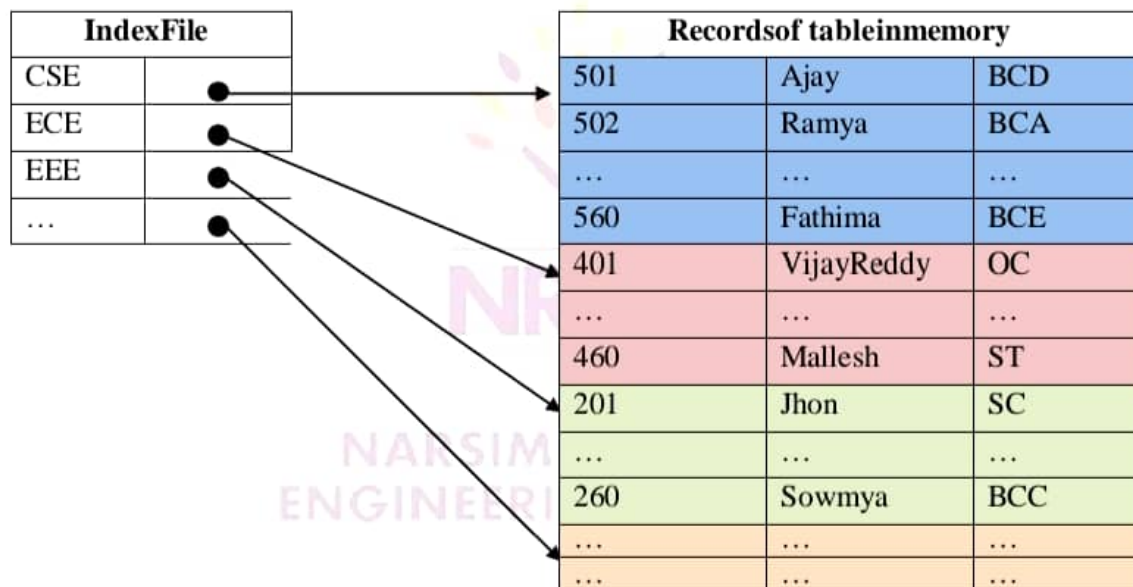 IndexFile
CSE
ECE
EEE
…
Recordsof tableinmemory
501 Ajay BCD
502 Ramya BCA
… … …
560 Fathima BCE
401 VijayReddy OC
… … …
460 Mallesh ST
201 Jhon SC
… … …
260 Sowmya BCC
… … …
… … …
NARSIM
ENGINEERI